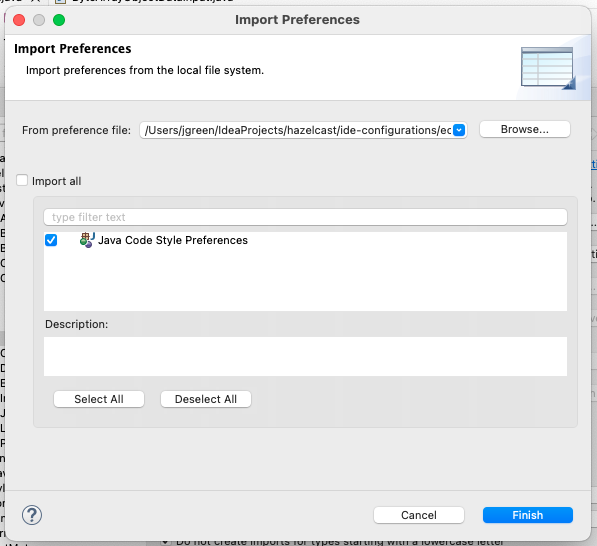 Import Preferences
Import Preferences
Import preferences from the local file system.
From preference file: /Users/jgreen/IdeaProjects/hazelcast/ide-configurations/ec Browse...
Import all
type filter text
Java Code Style Preferences
Description:
Select All Deselect All
? Cancel Finish
Do not create imports for types starting with a lowercase letter